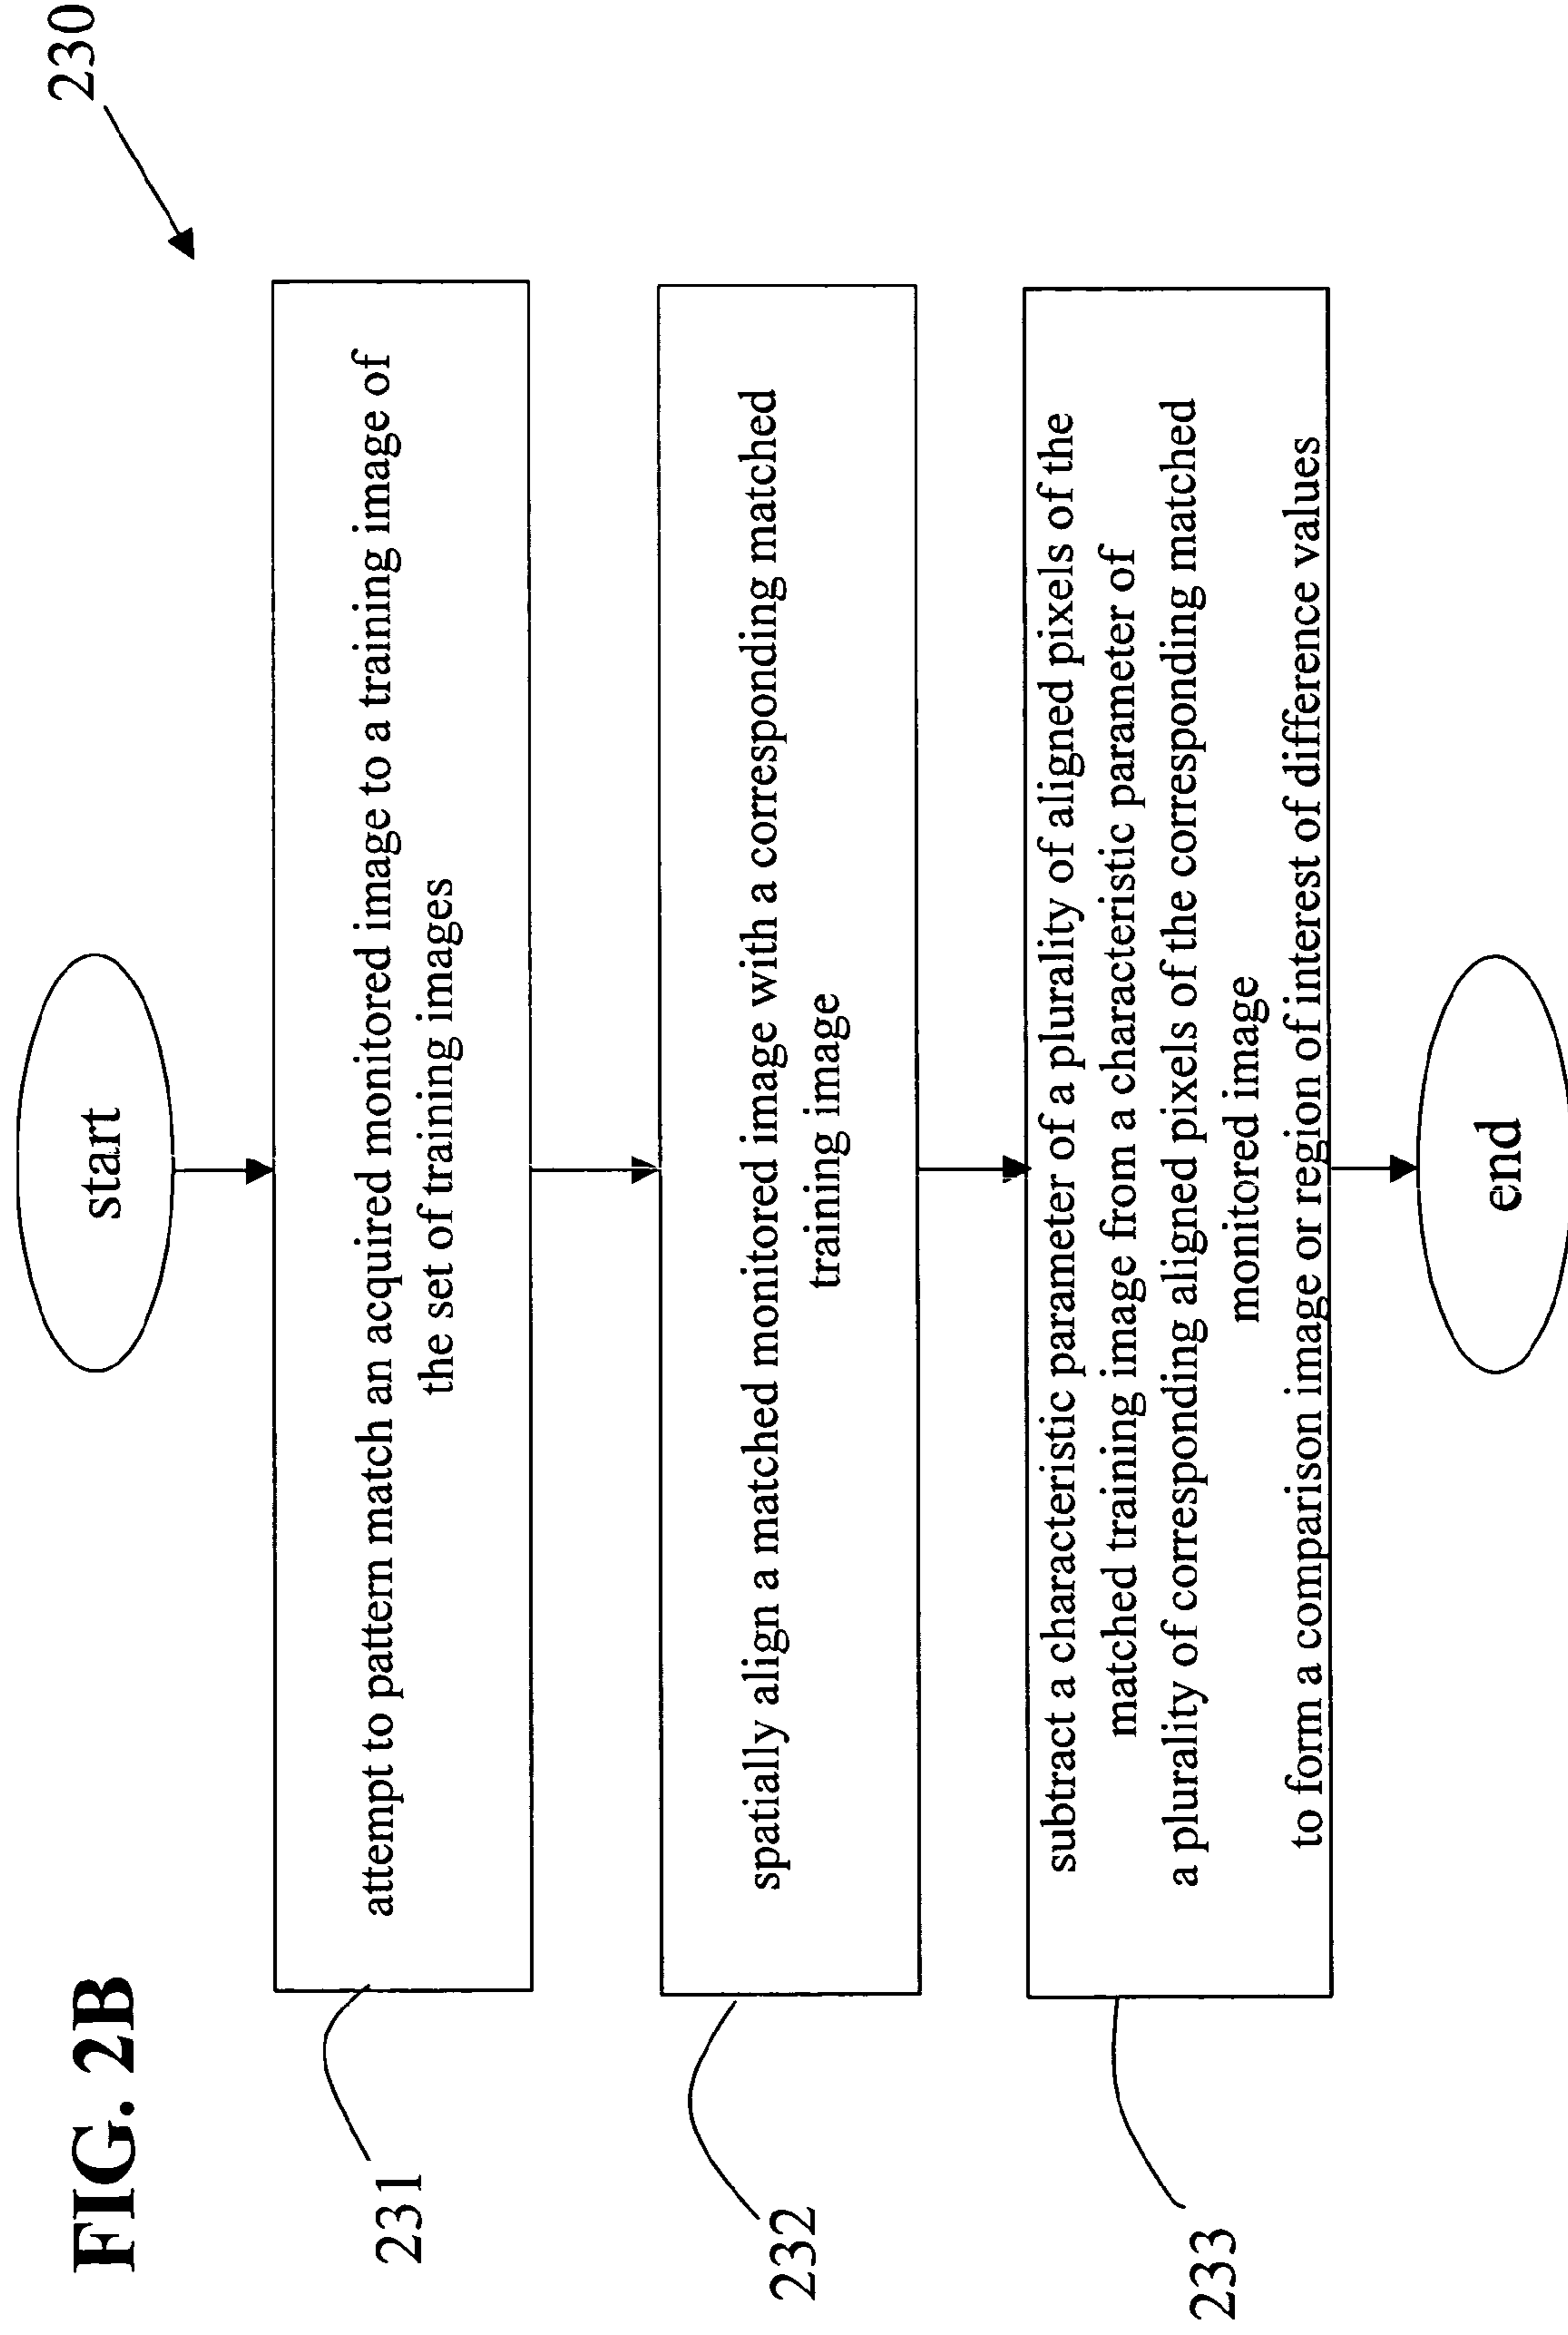 FIG. 2B
230
start
231
attempt to pattern match an acquired monitored image to a training image of
the set of training images
232
spatially align a matched monitored image with a corresponding matched
training image
233
subtract a characteristic parameter of a plurality of aligned pixels of the
matched training image from a characteristic parameter of
a plurality of corresponding aligned pixels of the corresponding matched
monitored image
to form a comparison image or region of interest of difference values
end